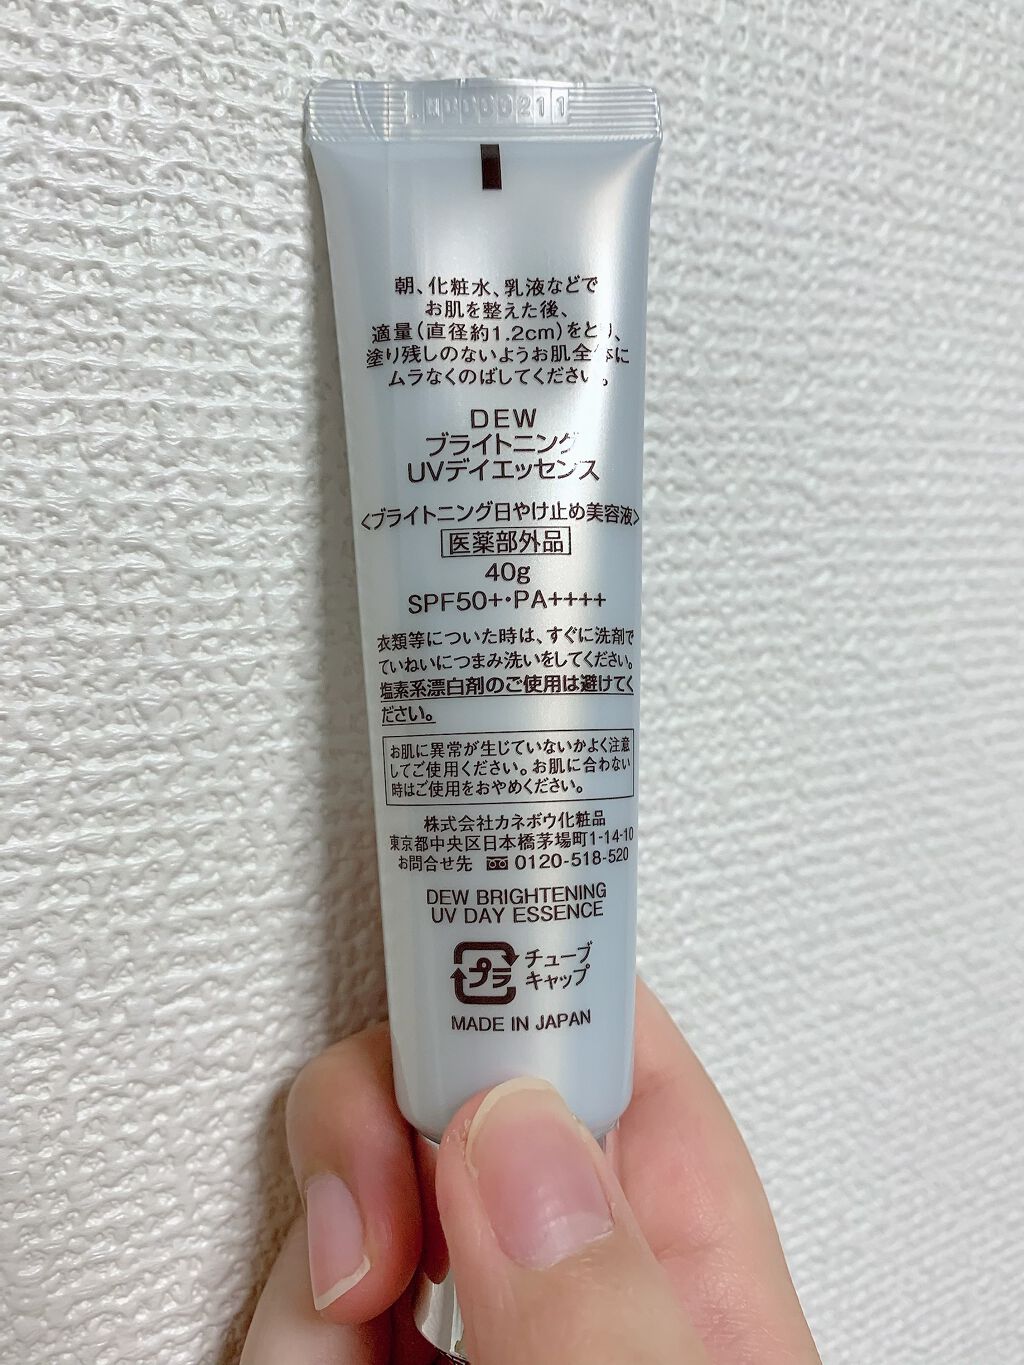 朝、化粧水、乳液などで
お肌を整えた後、
適量(直径約1.2cm)をとり、
塗り残しのないようお肌全体に
ムラなくのばしてください。
DEW
ブライトニング
UVデイエッセンス
<ブライトニング日やけ止め美容液>
医薬部外品
40g
SPF50+・PA++++
衣類等についた時は、すぐに洗剤で
ていねいにつまみ洗いをしてください。
塩素系漂白剤のご使用は避けてく
ださい。
お肌に異常が生じていないかよく注意
してご使用ください。お肌に合わない
時はご使用をおやめください。
株式会社カネボウ化粧品
東京都中央区日本橋茅場町1-14-10
お問合せ先 0120-518-520
DEW BRIGHTENING
UV DAY ESSENCE
プラ チューブ
キャップ
MADE IN JAPAN